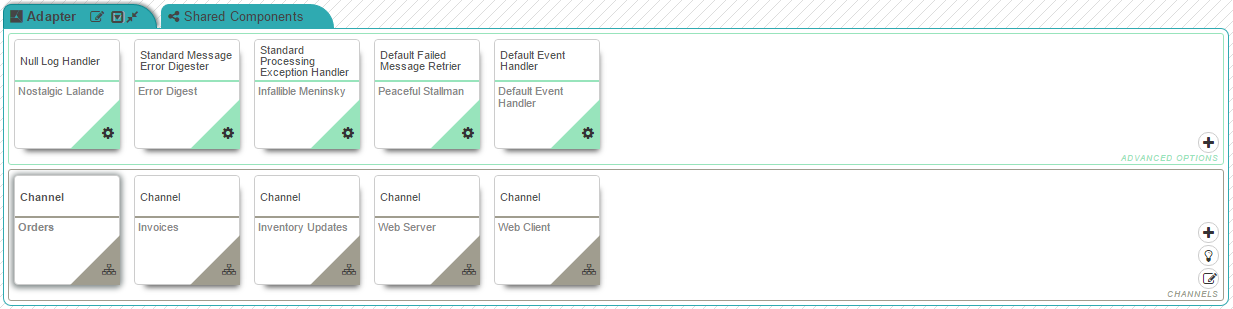 Adapter
Shared Components
Null Log Handler
Nostalgic Lalande
Standard Message
Error Digester
Error Digest
Standard
Processing
Exception Handler
Infallible Meninsky
Default Failed
Message Retrier
Peaceful Stallman
Default Event
Handler
Default Event
Handler
ADVANCED OPTIONS
Channel
Orders
Channel
Invoices
Channel
Inventory Updates
Channel
Web Server
Channel
Web Client
CHANNELS